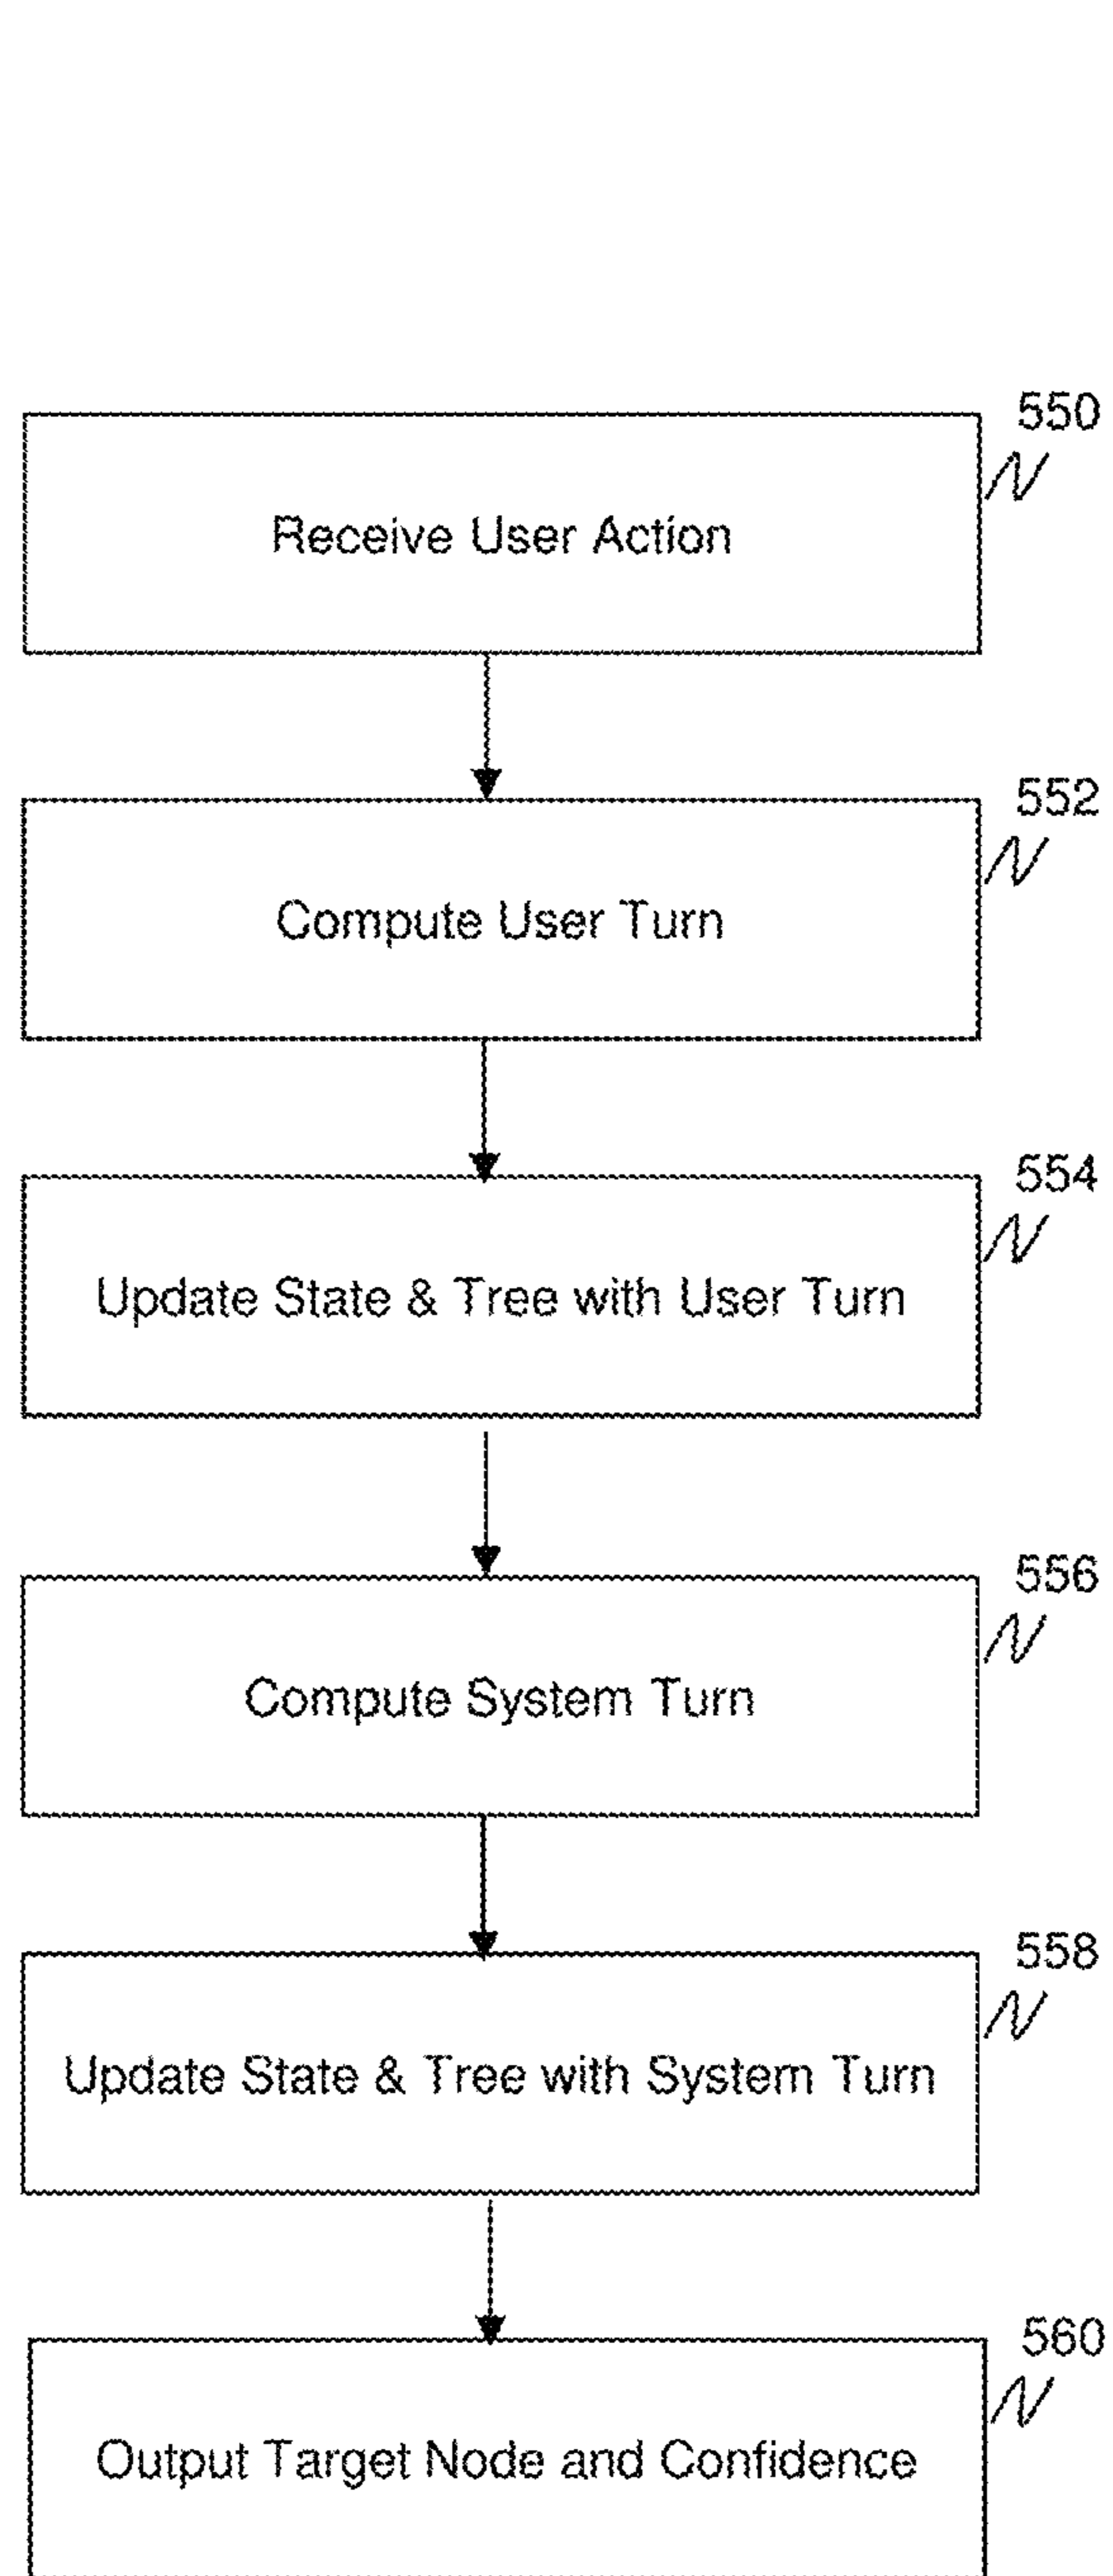 550
Receive User Action
552
Compute User Turn
554
Update State & Tree with User Turn
556
Compute System Turn
558
Update State & Tree with System Turn
560
Output Target Node and Confidence